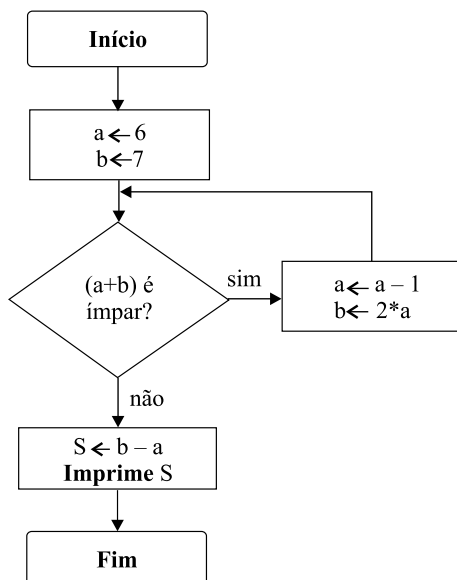 Início
a ← 6
b ← 7
(a+b) é
ímpar?
sim
a ← a – 1
b ← 2*a
não
S ← b – a
Imprime S
Fim